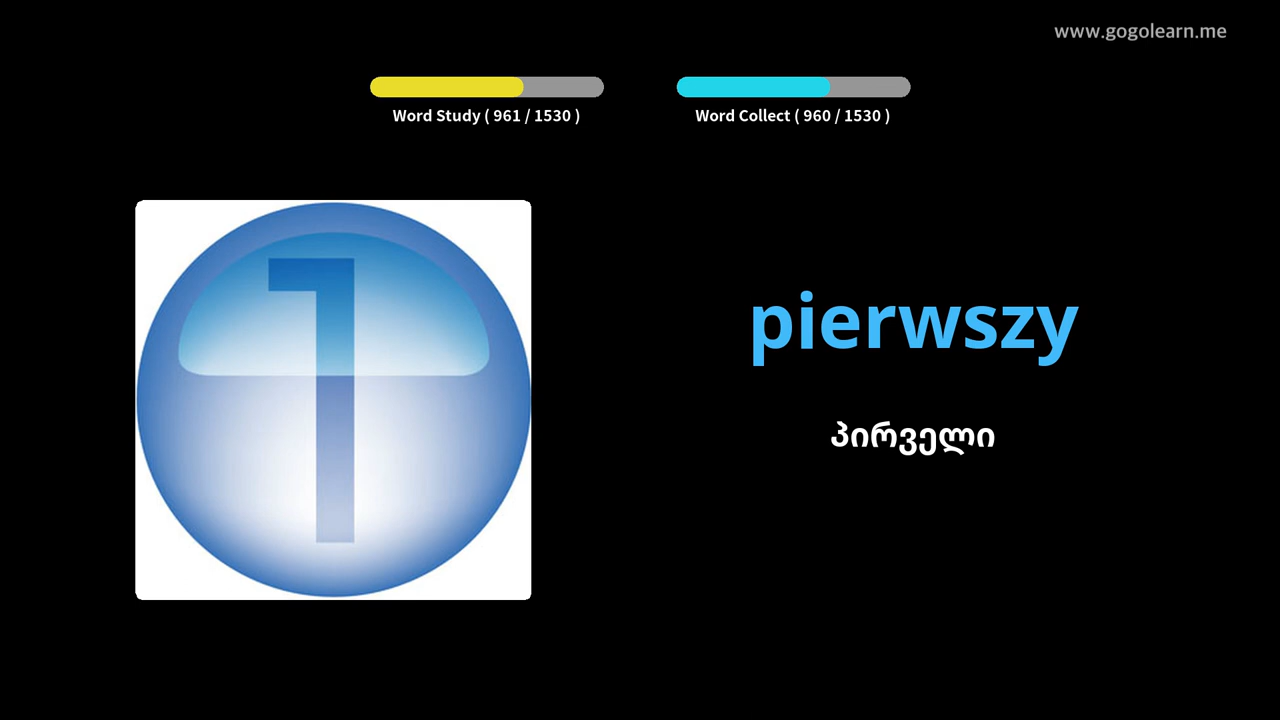 www.gogolearn.me
Word Study ( 961 / 1530 )
Word Collect ( 960 / 1530 )
1
pierwszy
პირველი